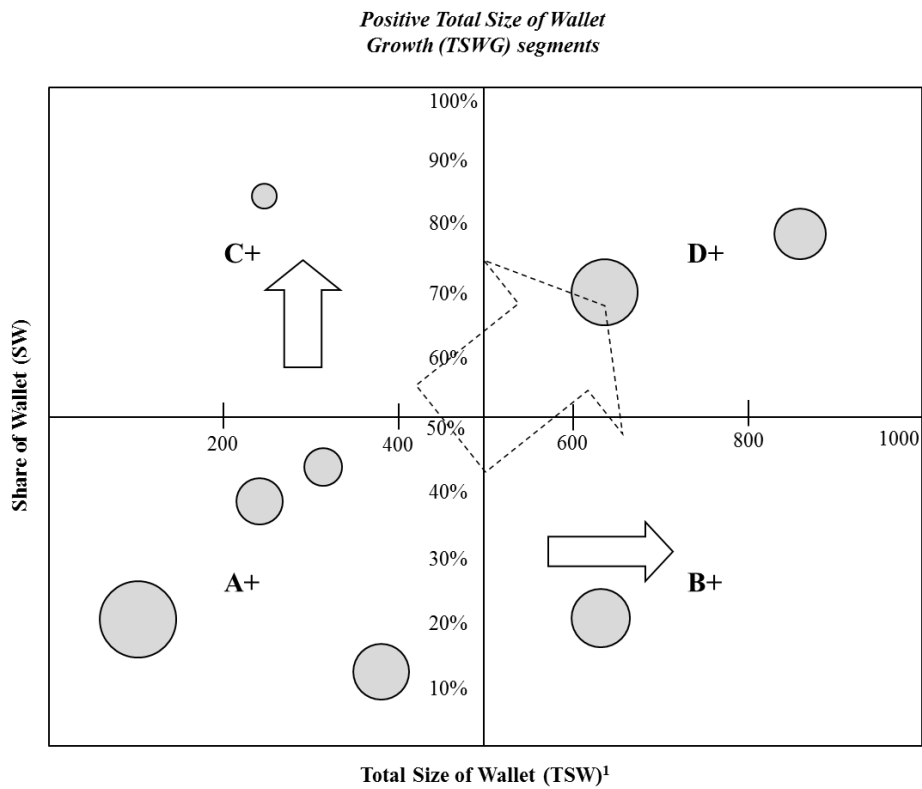 Positive Total Size of Wallet
Growth (TSWG) segments
100%
90%
80%
C+
D+
70%
60%
Share of Wallet (SW)
50%
200
400
600
800
1000
40%
30%
A+
B+
20%
10%
Total Size of Wallet (TSW)¹